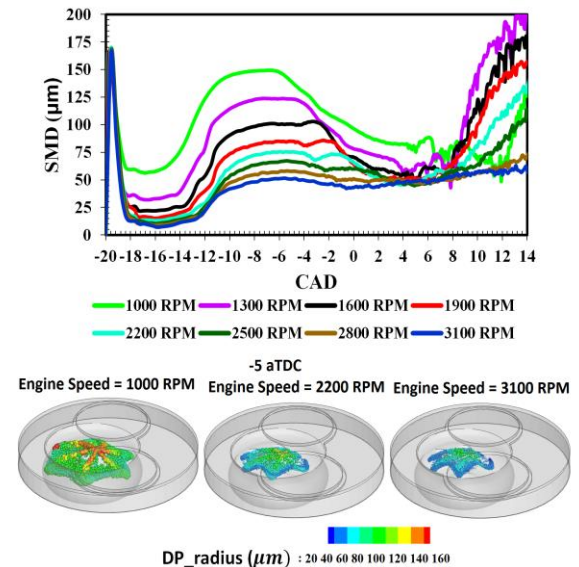 200
175
150
125
100
75
50
25
0
SMD (μm)
-20 -18 -16 -14 -12 -10 -8 -6 -4 -2 0 2 4 6 8 10 12 14
CAD
1000 RPM 1300 RPM 1600 RPM 1900 RPM
2200 RPM 2500 RPM 2800 RPM 3100 RPM
-5 aTDC
Engine Speed = 1000 RPM Engine Speed = 2200 RPM Engine Speed = 3100 RPM
DP_radius (μm) : 20 40 60 80 100 120 140 160